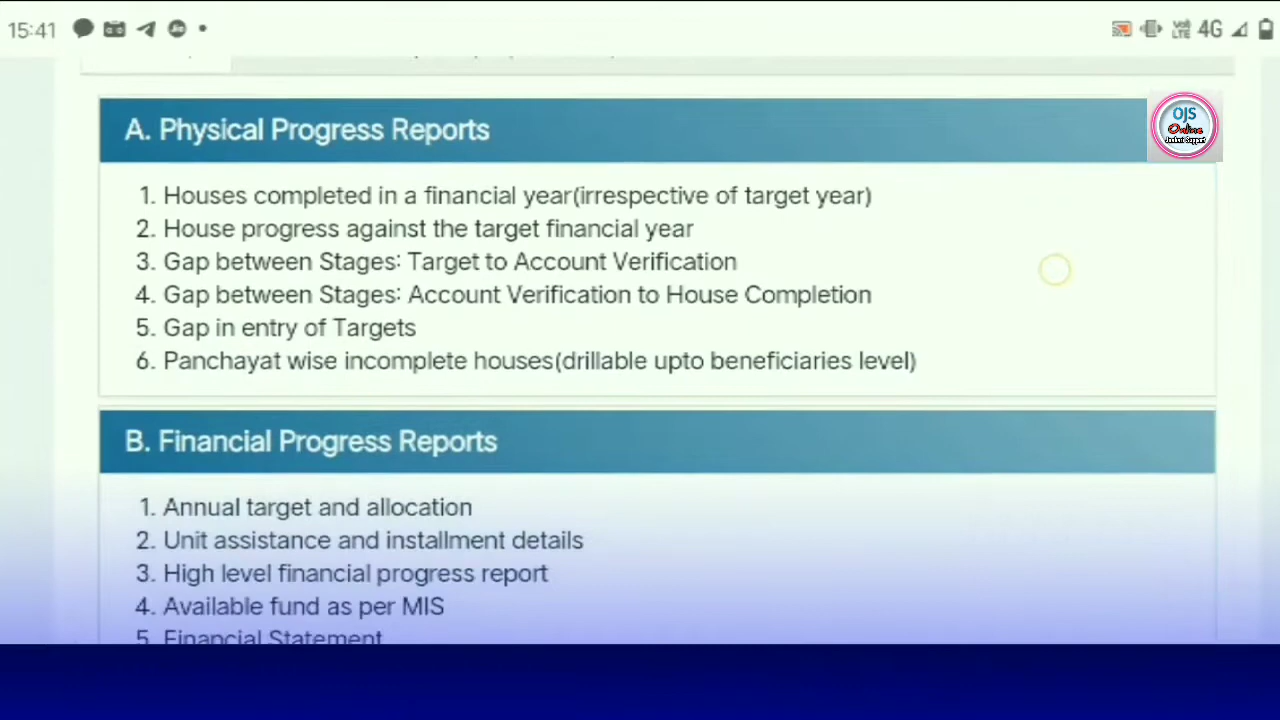 15:41
VoI) LTE 4G
A. Physical Progress Reports
OJS
Online
1. Houses completed in a financial year(irrespective of target year)
2. House progress against the target financial year
3. Gap between Stages: Target to Account Verification
4. Gap between Stages: Account Verification to House Completion
5. Gap in entry of Targets
6. Panchayat wise incomplete houses(drillable upto beneficiaries level)
B. Financial Progress Reports
1. Annual target and allocation
2. Unit assistance and installment details
3. High level financial progress report
4. Available fund as per MIS
5. Financial Statement